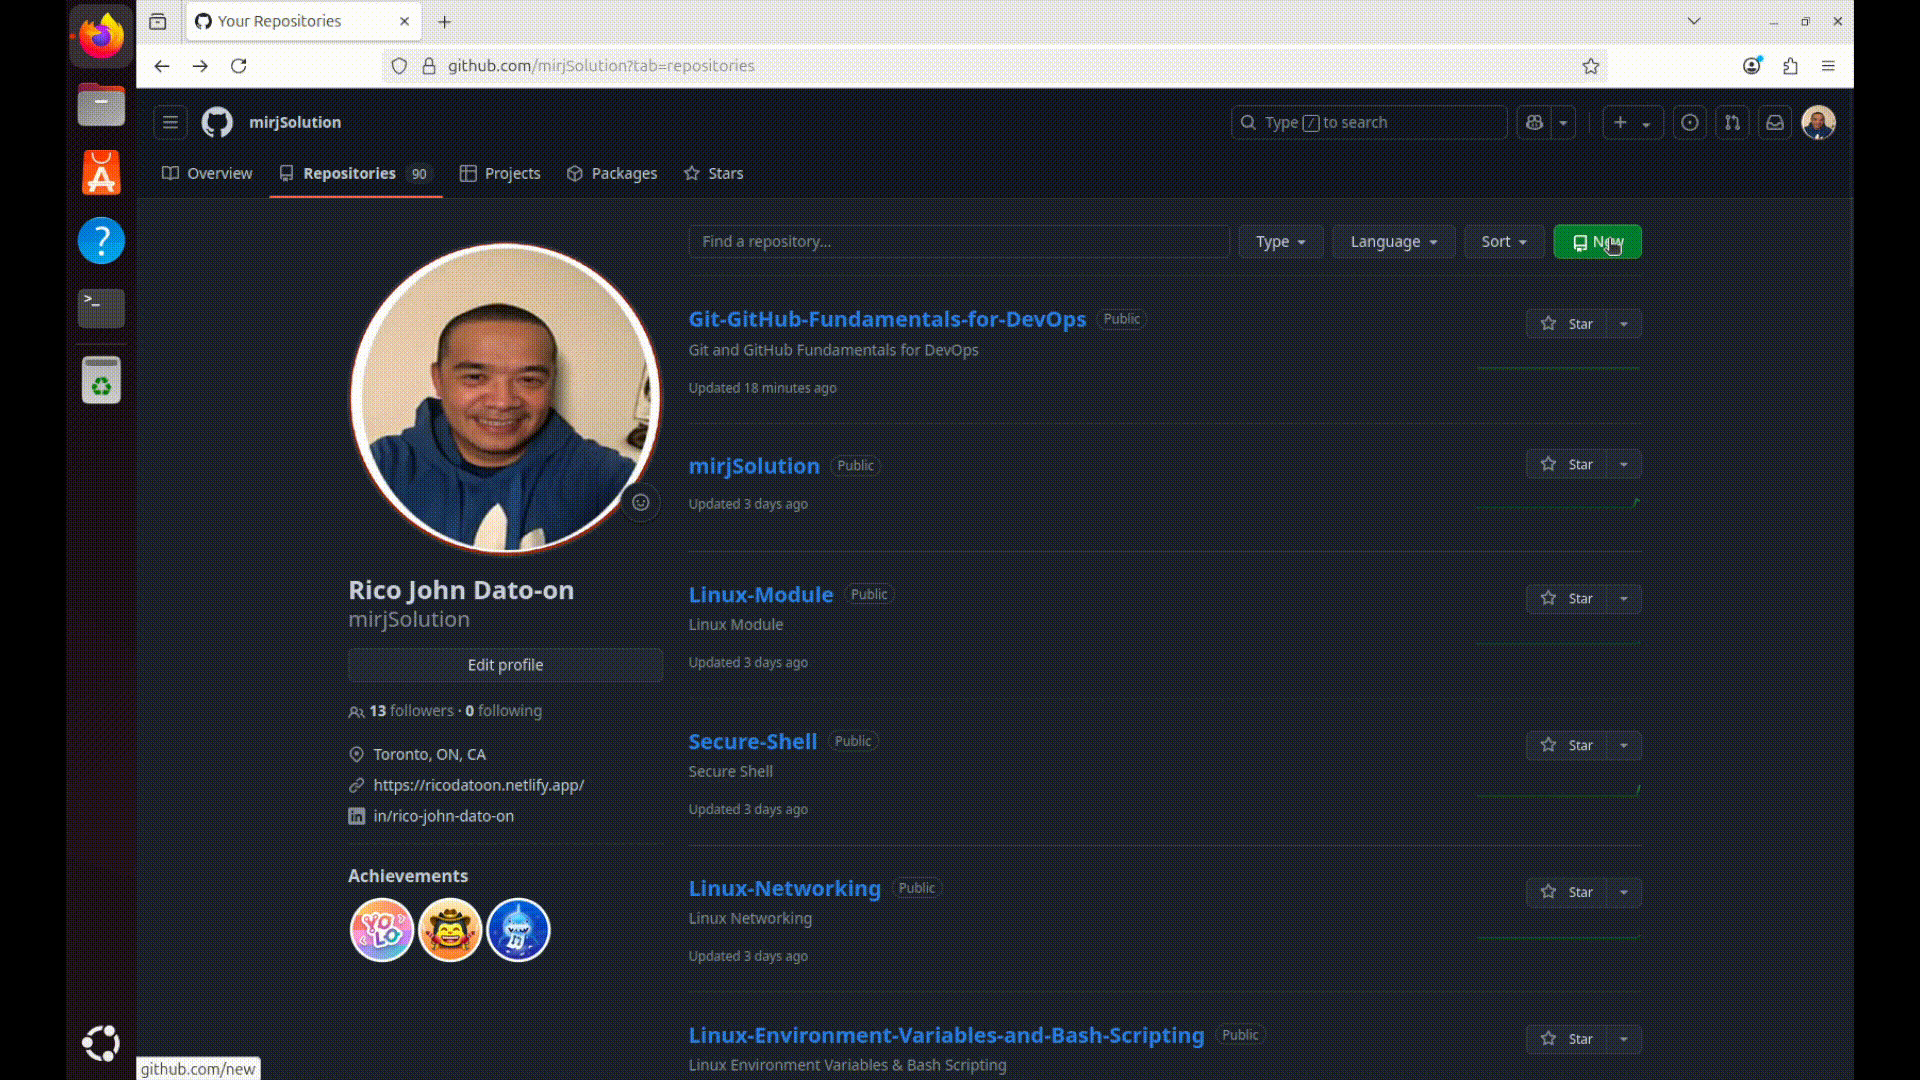 Your Repositories
github.com/mirjSolution?tab=repositories
mirjSolution
Type / to search
Overview
Repositories 90
Projects
Packages
Stars
Find a repository...
Type
Language
Sort
New
Git-GitHub-Fundamentals-for-DevOps Public
Star
Git and GitHub Fundamentals for DevOps
Updated 18 minutes ago
mirjSolution Public
Star
Updated 3 days ago
Linux-Module Public
Star
Linux Module
Updated 3 days ago
Secure-Shell Public
Star
Secure Shell
Updated 3 days ago
Linux-Networking Public
Star
Linux Networking
Updated 3 days ago
Linux-Environment-Variables-and-Bash-Scripting Public
Star
Linux Environment Variables & Bash Scripting
Rico John Dato-on
mirjSolution
Edit profile
13 followers · 0 following
Toronto, ON, CA
https://ricodatoon.netlify.app/
in/rico-john-dato-on
Achievements
YOLO
github.com/new